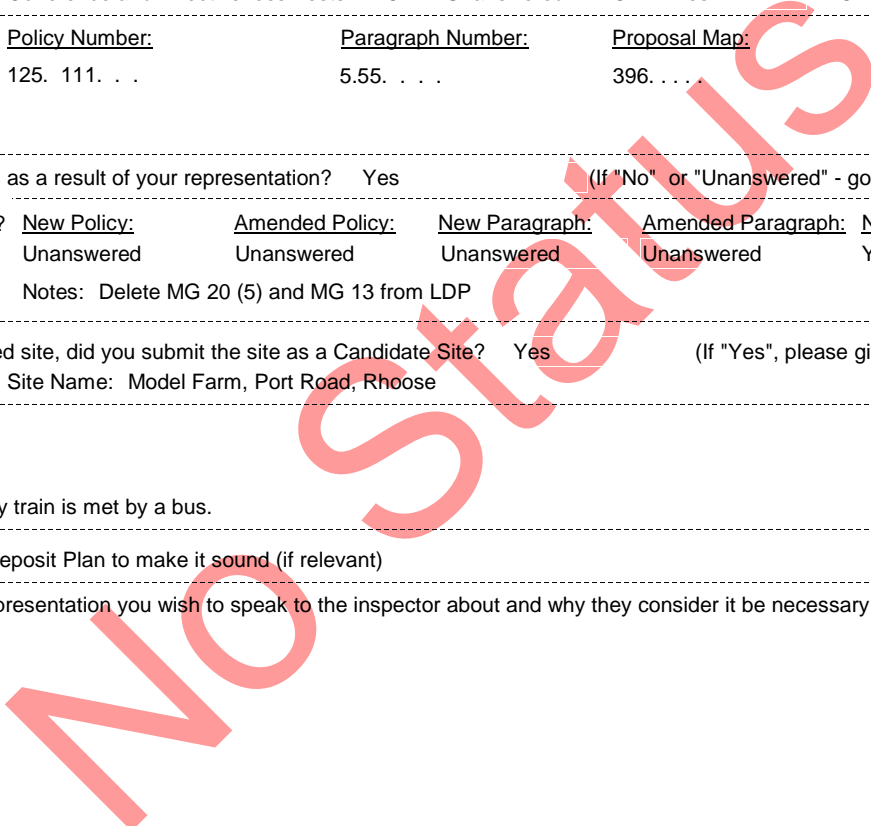 Policy Number: Paragraph Number: Proposal Map:
125. 111. . . 5.55. . . . 396. . . . .
as a result of your representation? Yes (If "No" or "Unanswered" - go
? New Policy: Amended Policy: New Paragraph: Amended Paragraph: N
Unanswered Unanswered Unanswered Unanswered Y
Notes: Delete MG 20 (5) and MG 13 from LDP
ed site, did you submit the site as a Candidate Site? Yes (If "Yes", please gi
Site Name: Model Farm, Port Road, Rhoose
y train is met by a bus.
eposit Plan to make it sound (if relevant)
presentation you wish to speak to the inspector about and why they consider it be necessary
No Status